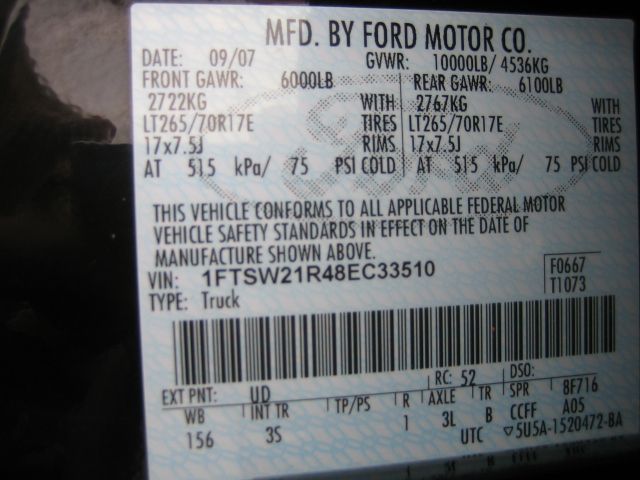 MFD. BY FORD MOTOR CO.
DATE: 09/07 GVWR: 10000LB/ 4536KG
FRONT GAWR: 6000LB REAR GAWR: 6100LB
2722KG WITH 2767KG WITH
LT265/70R17E TIRES LT265/70R17E TIRES
17x7.5J RIMS 17x7.5J RIMS
AT 515 kPa/ 75 PSI COLD AT 515 kPa/ 75 PSI COLD
THIS VEHICLE CONFORMS TO ALL APPLICABLE FEDERAL MOTOR
VEHICLE SAFETY STANDARDS IN EFFECT ON THE DATE OF
MANUFACTURE SHOWN ABOVE.
VIN: 1FTSW21R48EC33510 F0667
TYPE: Truck T1073
EXT PNT: UD RC: 52 DSO:
WB INT TR TP/PS R AXLE TR SPR 8F716
156 3S 1 3L B CCFF A05
UTC ▽5U5A-1520472-BA